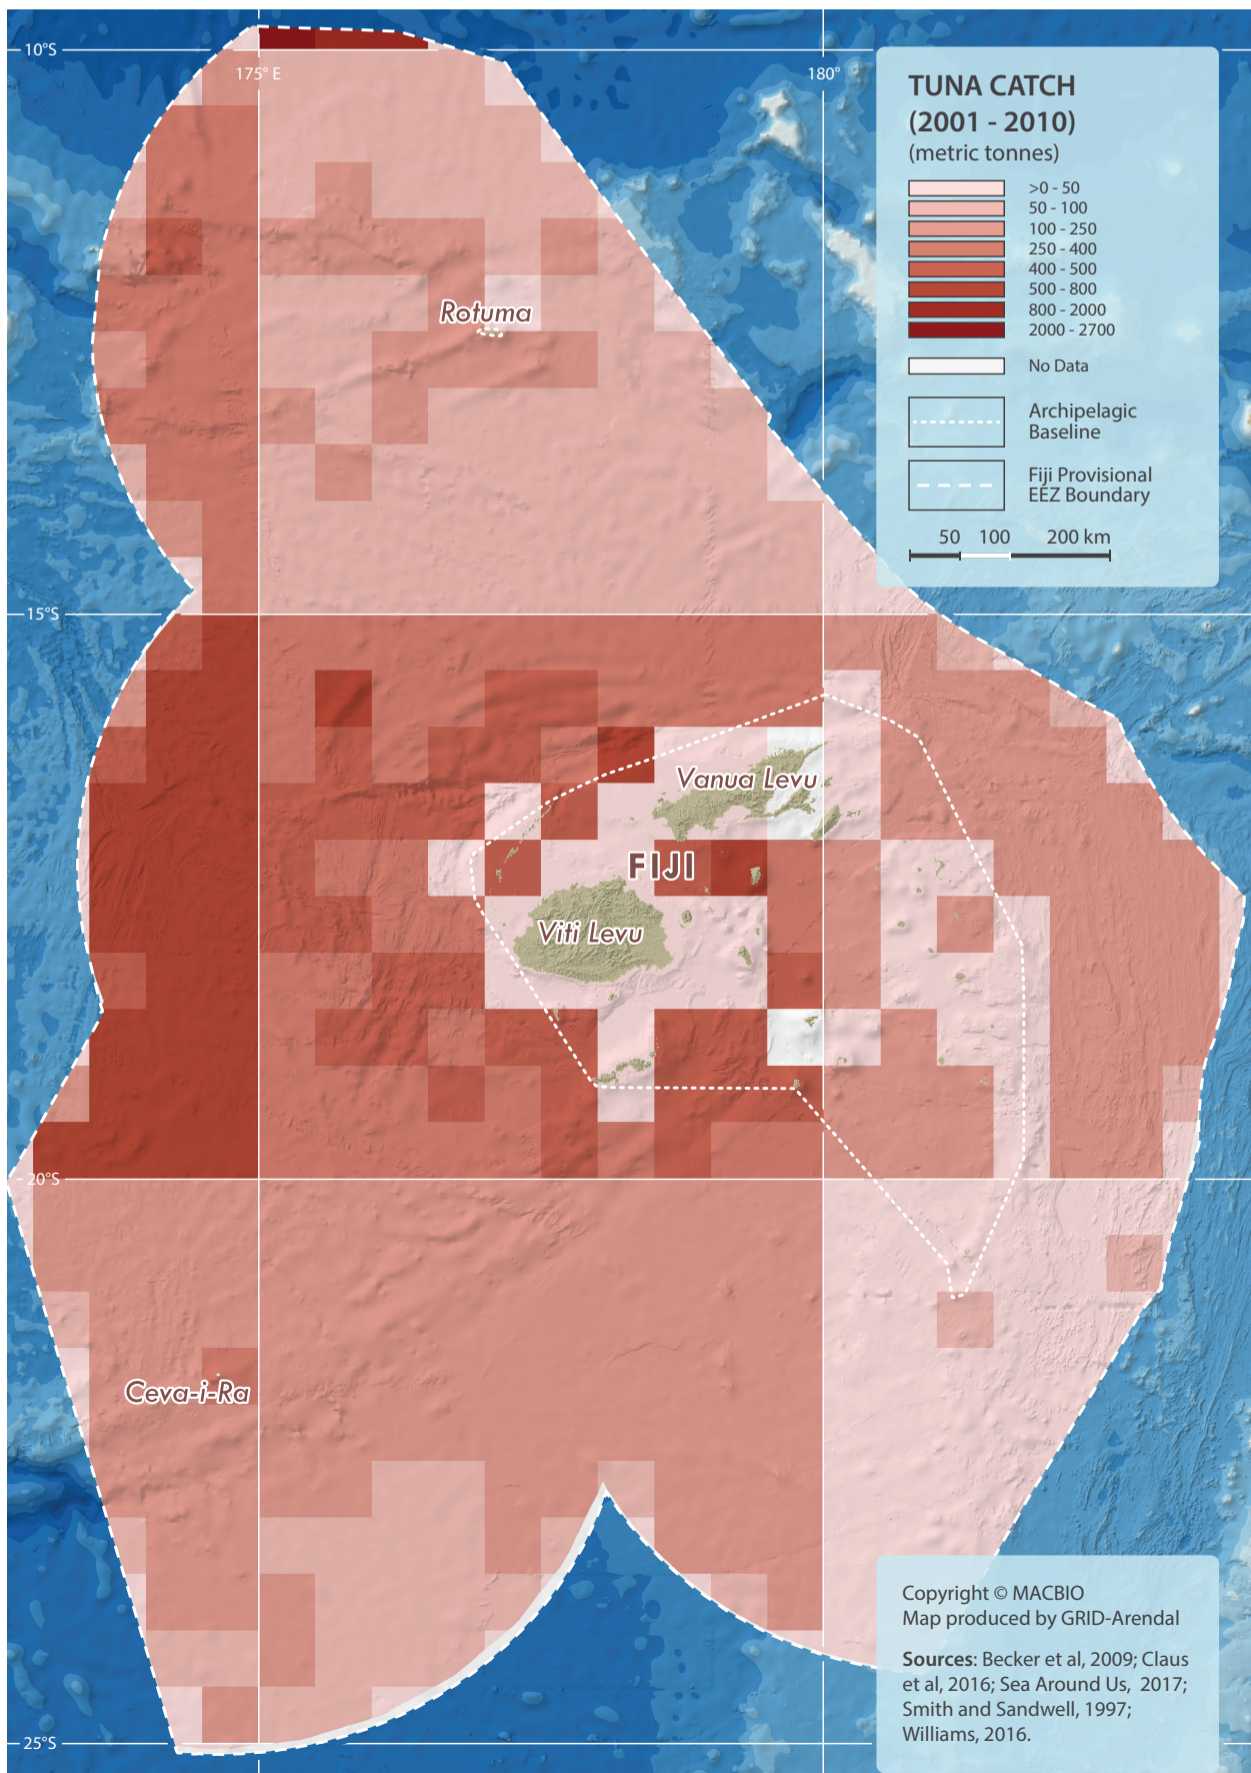 10°S
175° E
180°
TUNA CATCH
(2001 - 2010)
(metric tonnes)
>0 - 50
50 - 100
100 - 250
250 - 400
400 - 500
500 - 800
800 - 2000
2000 - 2700
No Data
Archipelagic
Baseline
Fiji Provisional
EEZ Boundary
50 100 200 km
Rotuma
15°S
Vanua Levu
FIJI
Viti Levu
20°S
Ceva-i-Ra
Copyright © MACBIO
Map produced by GRID-Arendal
Sources: Becker et al, 2009; Claus
et al, 2016; Sea Around Us, 2017;
Smith and Sandwell, 1997;
Williams, 2016.
25°S